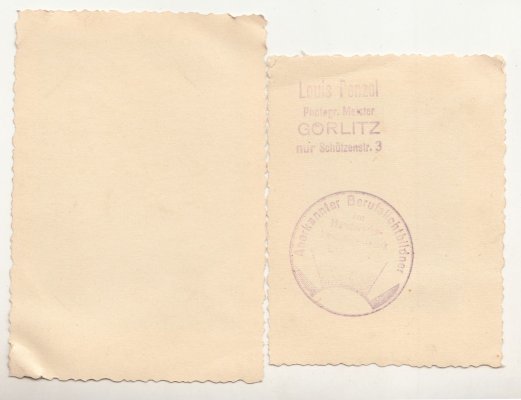 Louis Penzel
Photogr. Meister
GÖRLITZ
nur Schützenstr. 3
Anerkannter Berufslichtbildner